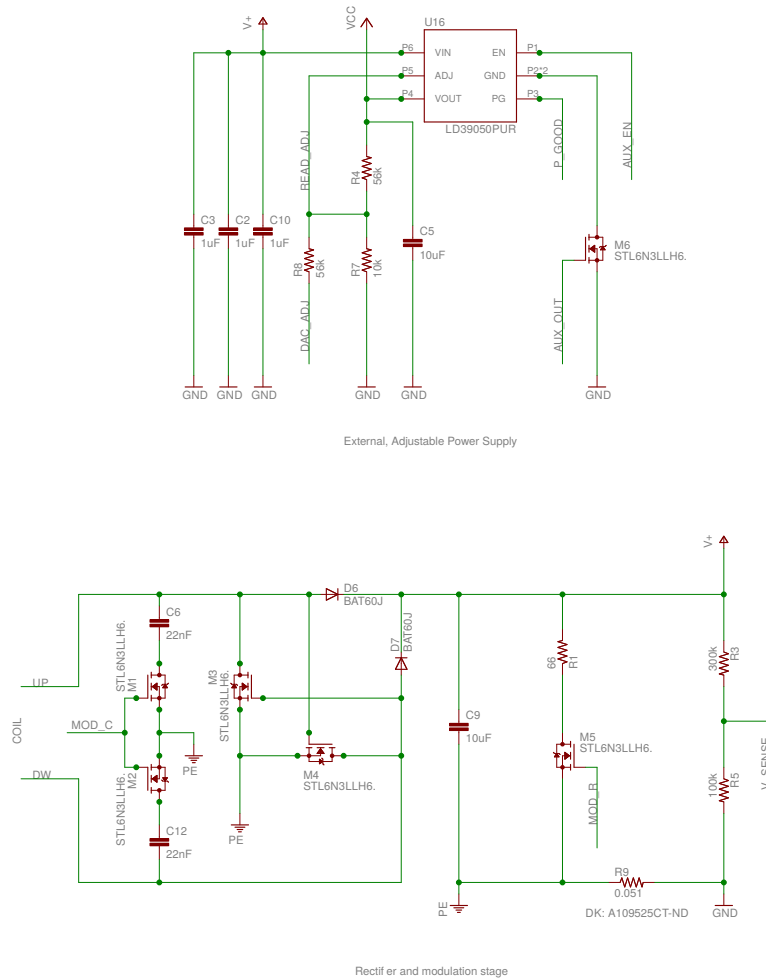 V+
VCC
U16
P6 VIN EN P1
P5 ADJ GND P2*2
P4 VOUT PG P3
LD39050PUR
READ_ADJ
P_GOOD
AUX_EN
R4
56k
C3
1uF
C2
1uF
C10
1uF
C5
10uF
R8
56k
R7
10k
M6
STL6N3LLH6.
DAC_ADJ
AUX_OUT
GND
GND
GND
GND
GND
GND
External, Adjustable Power Supply
V+
D6
BAT60J
D7
BAT60J
C6
22nF
STL6N3LLH6.
M1
M3
STL6N3LLH6.
66
R1
300k
R3
UP
COIL
MOD_C
DW
PE
C9
10uF
M5
STL6N3LLH6.
M4
STL6N3LLH6.
STL6N3LLH6.
M2
MOD_R
100k
R5
V_SENSE
C12
22nF
PE
R9
0.051
PE
DK: A109525CT-ND
GND
Rectifier and modulation stage